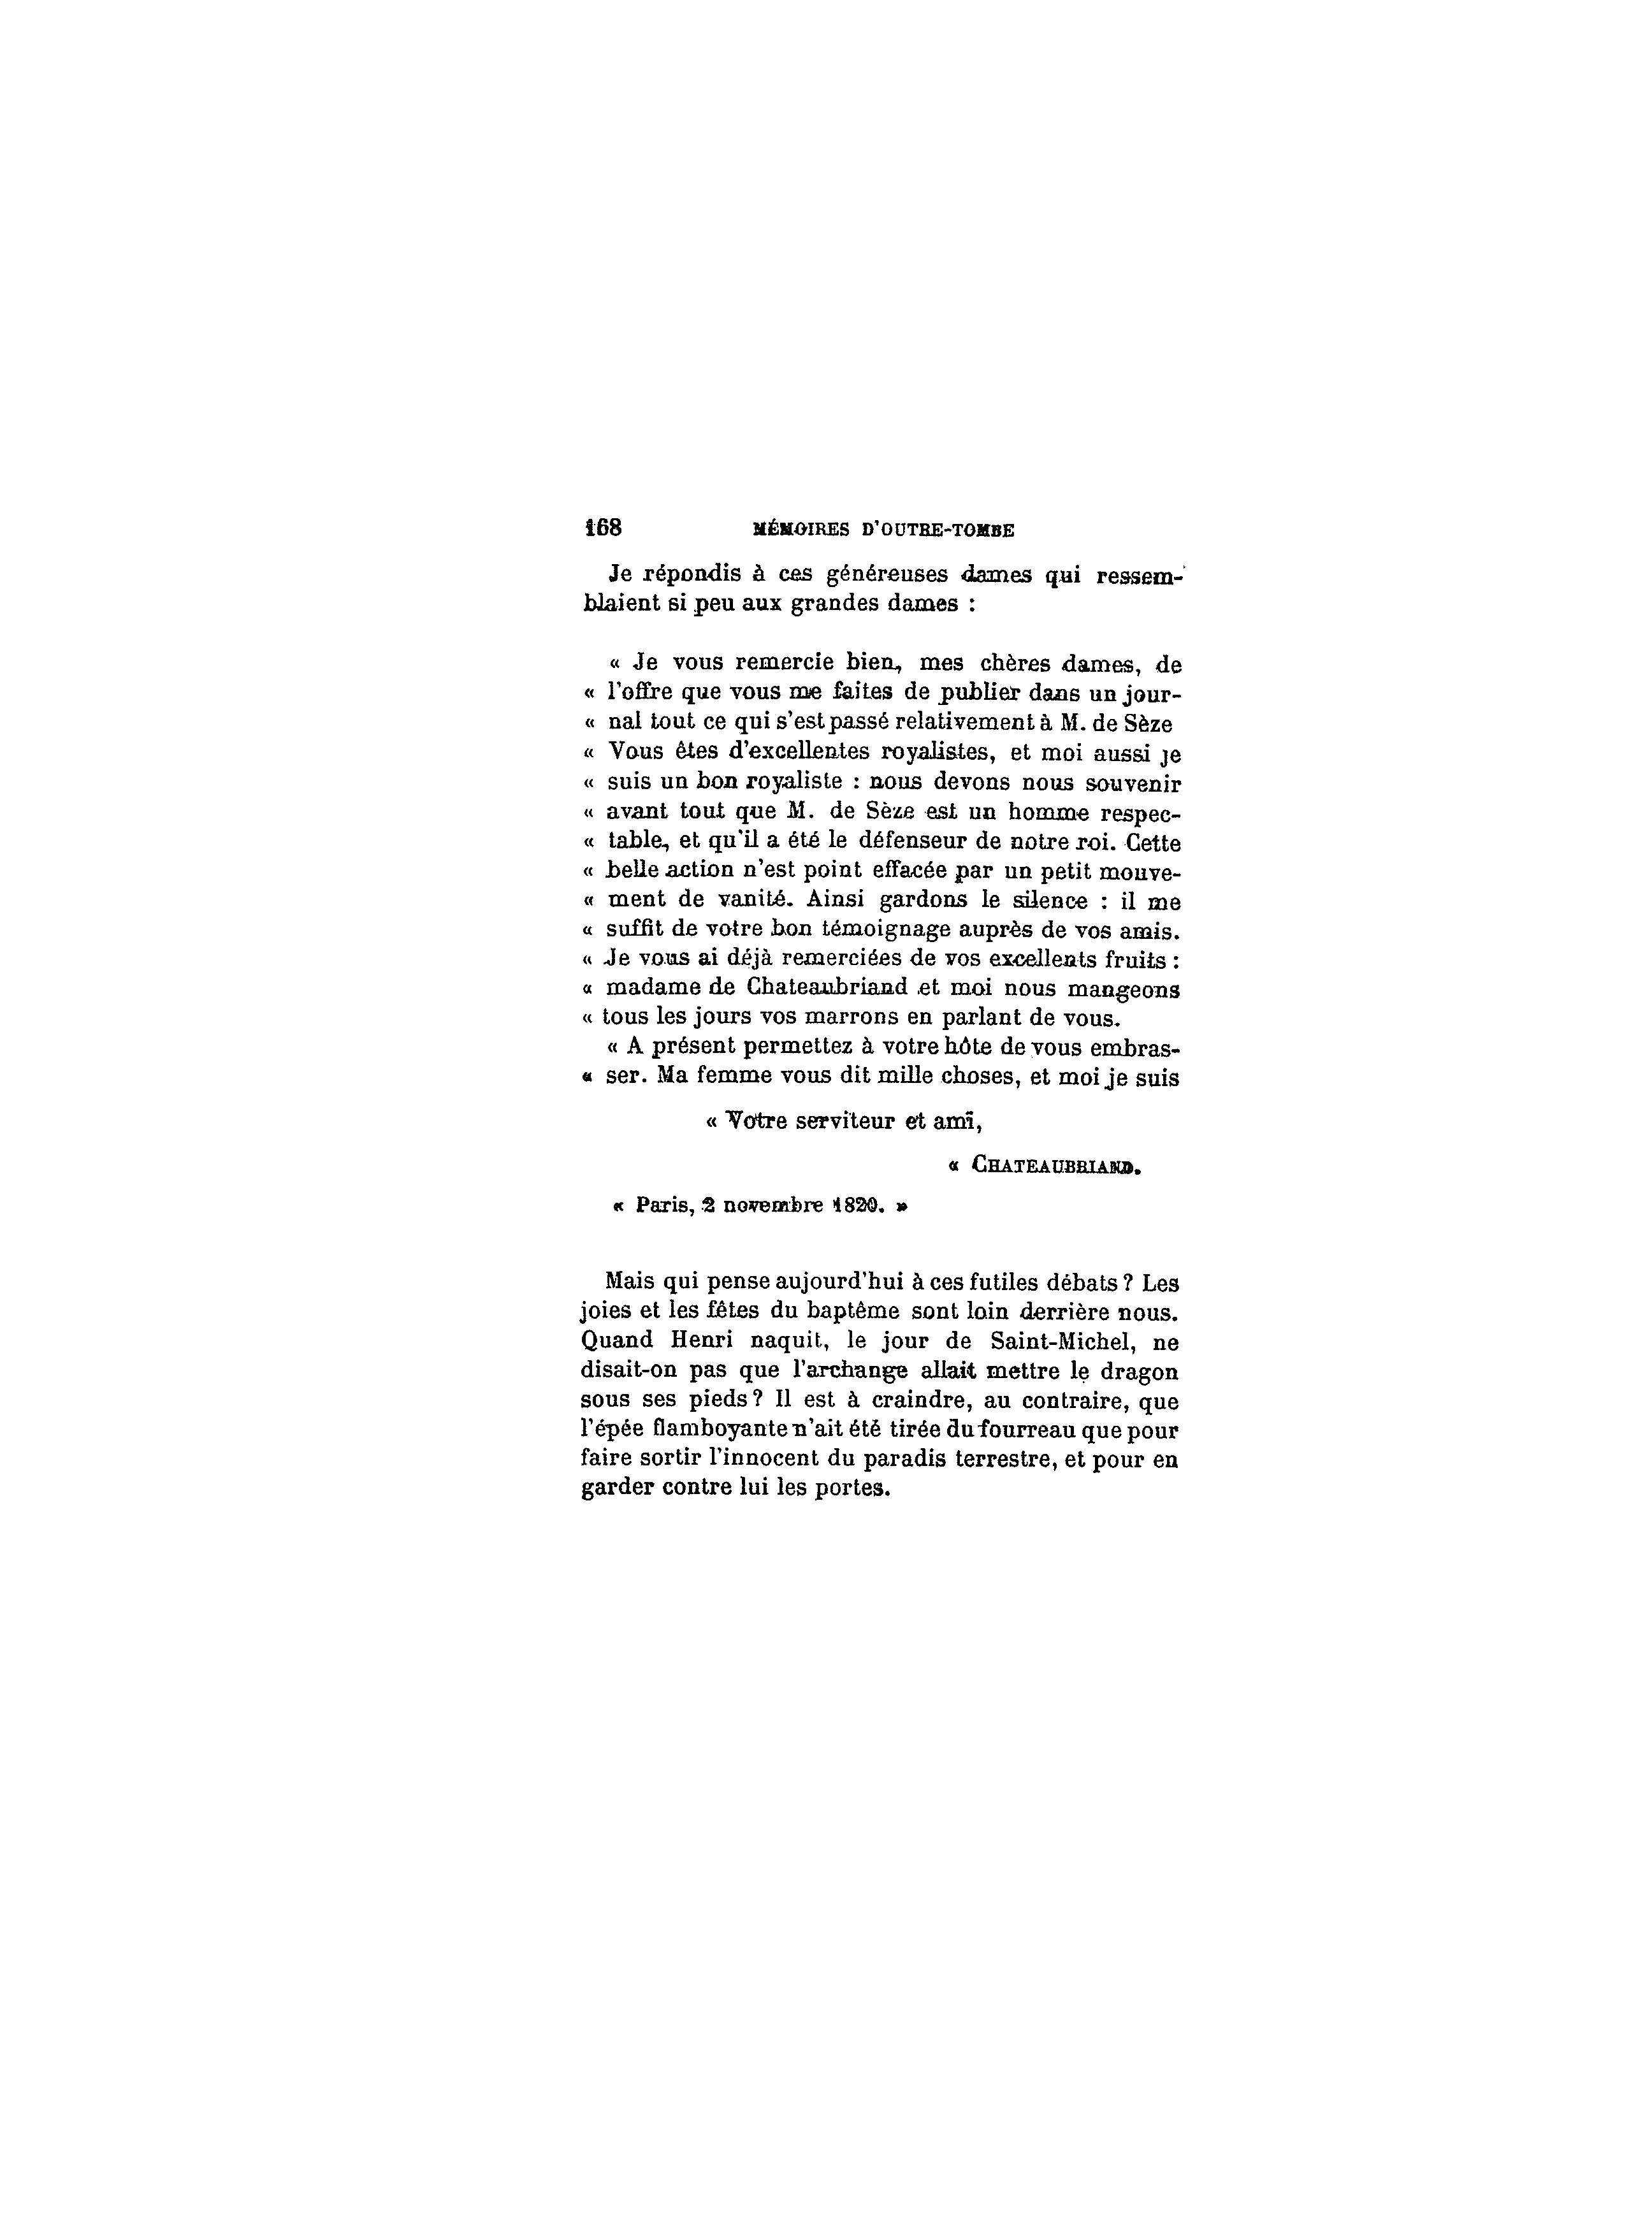 168 MÉMOIRES D'OUTRE-TOMBE
Je répondis à ces généreuses dames qui ressem-
blaient si peu aux grandes dames :
« Je vous remercie bien, mes chères dames, de
« l'offre que vous me faites de publier dans un jour-
« nal tout ce qui s'est passé relativement à M. de Sèze
« Vous êtes d'excellentes royalistes, et moi aussi je
« suis un bon royaliste : nous devons nous souvenir
« avant tout que M. de Sèze est un homme respec-
« table, et qu'il a été le défenseur de notre roi. Cette
« belle action n'est point effacée par un petit mouve-
« ment de vanité. Ainsi gardons le silence : il me
« suffit de votre bon témoignage auprès de vos amis.
« Je vous ai déjà remerciées de vos excellents fruits :
« madame de Chateaubriand et moi nous mangeons
« tous les jours vos marrons en parlant de vous.
« A présent permettez à votre hôte de vous embras-
« ser. Ma femme vous dit mille choses, et moi je suis
« Votre serviteur et ami,
« CHATEAUBRIAND.
« Paris, 2 novembre 1820. »
Mais qui pense aujourd'hui à ces futiles débats ? Les
joies et les fêtes du baptême sont loin derrière nous.
Quand Henri naquit, le jour de Saint-Michel, ne
disait-on pas que l'archange allait mettre le dragon
sous ses pieds ? Il est à craindre, au contraire, que
l'épée flamboyante n'ait été tirée du fourreau que pour
faire sortir l'innocent du paradis terrestre, et pour en
garder contre lui les portes.